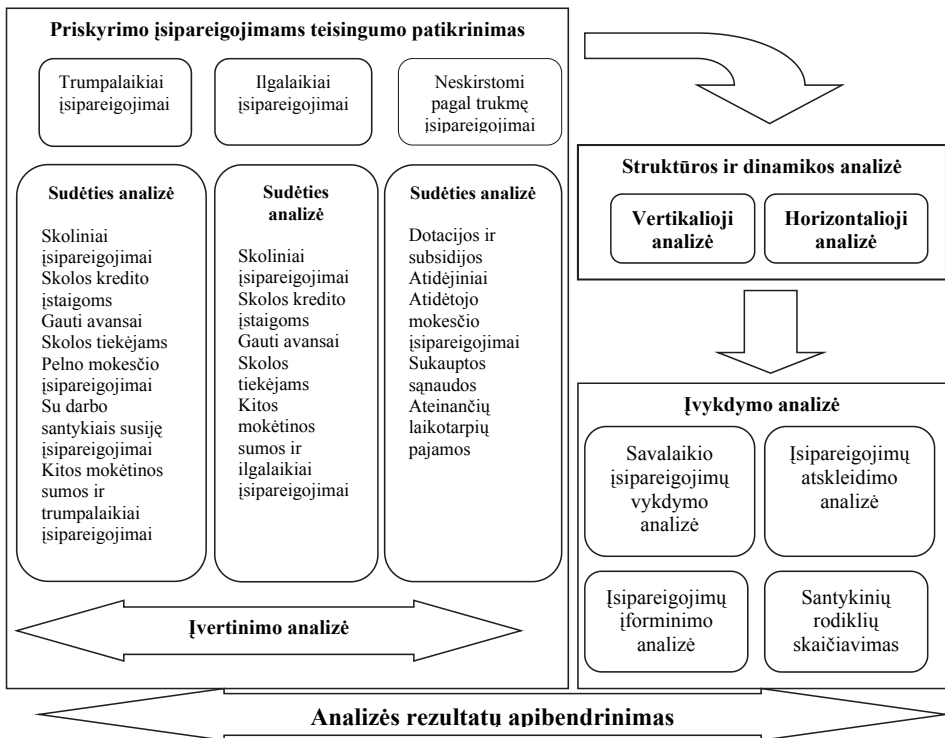 Priskyrimo įsipareigojimams teisingumo patikrinimas
Trumpalaikiai
įsipareigojimai
Ilgalaikiai
įsipareigojimai
Neskirstomi
pagal trukmę
įsipareigojimai
Sudėties analizė
Skoliniai
įsipareigojimai
Skolos kredito
įstaigoms
Gauti avansai
Skolos tiekėjams
Pelno mokesčio
įsipareigojimai
Su darbo
santykiais susiję
įsipareigojimai
Kitos mokėtinos
sumos ir
trumpalaikiai
įsipareigojimai
Sudėties
analizė
Skoliniai
įsipareigojimai
Skolos kredito
įstaigoms
Gauti avansai
Skolos
tiekėjams
Kitos
mokėtinos
sumos ir
ilgalaikiai
įsipareigojimai
Sudėties analizė
Dotacijos ir
subsidijos
Atidėjiniai
Atidėtojo
mokesčio
įsipareigojimai
Sukauptos
sąnaudos
Ateinančių
laikotarpių
pajamos
Įvertinimo analizė
Struktūros ir dinamikos analizė
Vertikalioji
analizė
Horizontalioji
analizė
Įvykdymo analizė
Savalaikio
įsipareigojimų
vykdymo
analizė
Įsipareigojimų
atskleidimo
analizė
Įsipareigojimų
įforminimo
analizė
Santykinių
rodiklių
skaičiavimas
Analizės rezultatų apibendrinimas